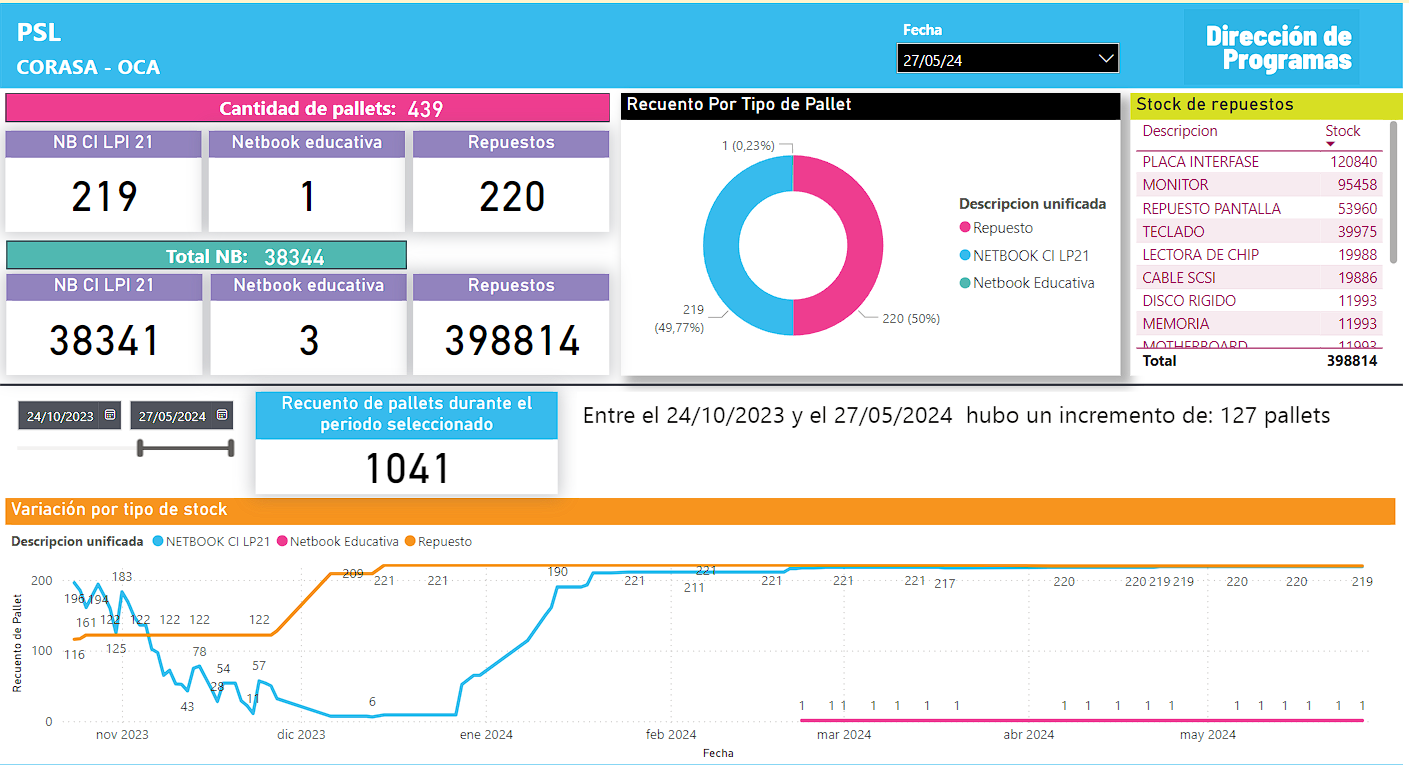 PSL
CORASA - OCA
Fecha
27/05/24
Dirección de
Programas
Cantidad de pallets: 439
NB CI LPI 21
Netbook educativa
Repuestos
219
1
220
Total NB: 38344
NB CI LPI 21
Netbook educativa
Repuestos
38341
3
398814
Recuento Por Tipo de Pallet
1 (0,23%)
219
(49,77%)
220 (50%)
Descripcion unificada
Repuesto
NETBOOK CI LP21
Netbook Educativa
Stock de repuestos
Descripcion Stock
PLACA INTERFASE 120840
MONITOR 95458
REPUESTO PANTALLA 53960
TECLADO 39975
LECTORA DE CHIP 19988
CABLE SCSI 19886
DISCO RIGIDO 11993
MEMORIA 11993
MOTHERBOARD 11993
Total 398814
24/10/2023
27/05/2024
Recuento de pallets durante el
periodo seleccionado
1041
Entre el 24/10/2023 y el 27/05/2024 hubo un incremento de: 127 pallets
Variación por tipo de stock
Descripcion unificada NETBOOK CI LP21 Netbook Educativa Repuesto
Recuento de Pallet
200
100
0
183 209 221 221 190 221 221 211 221 221 221 217 220 220 219 219 220 220 219
196 194
161 122 122 122 122 122
116 125 78 54 57
28 11
43 6
1 1 1 1 1 1 1 1 1 1 1 1 1 1 1 1 1
nov 2023 dic 2023 ene 2024 feb 2024 mar 2024 abr 2024 may 2024
Fecha